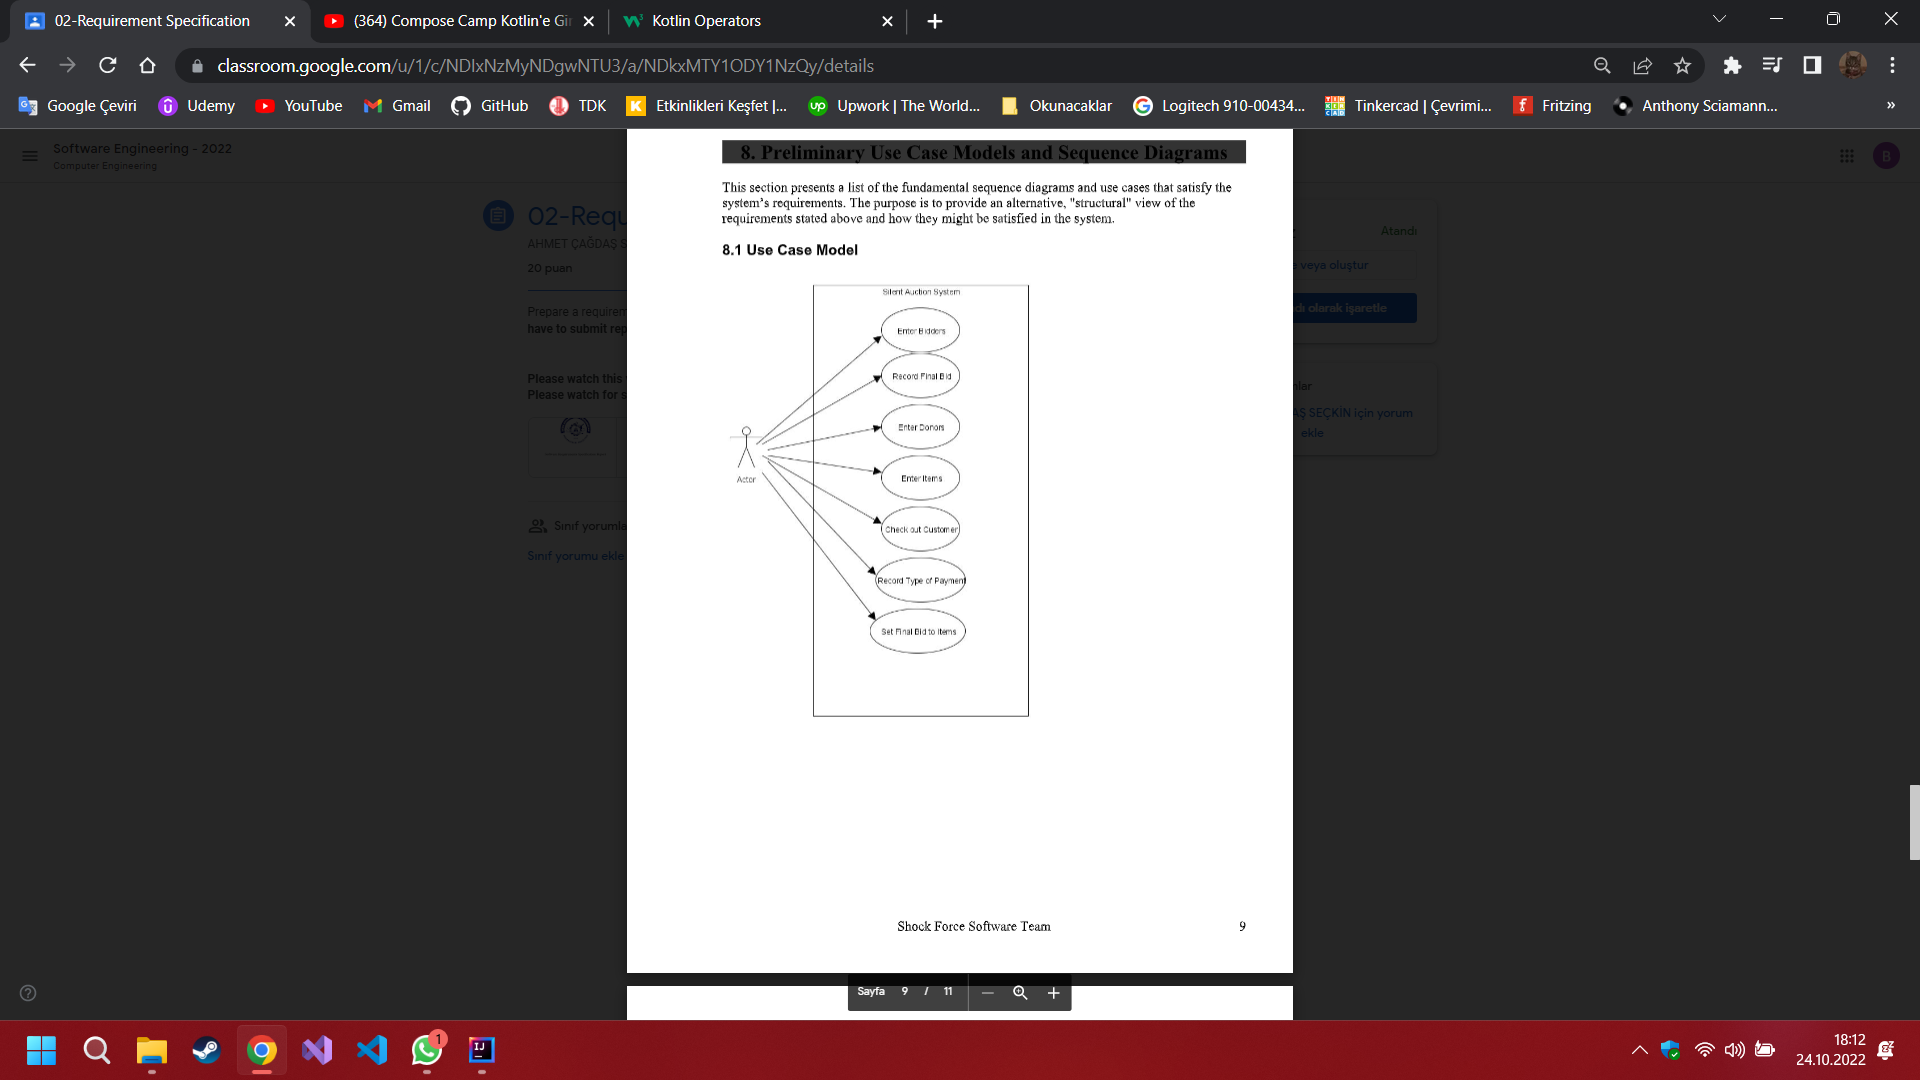 02-Requirement Specification
(364) Compose Camp Kotlin'e Gir
Kotlin Operators
classroom.google.com/u/1/c/NDIxNzMyNDgwNTU3/a/NDkxMTY1ODY1NzQy/details
Google Çeviri
Udemy
YouTube
Gmail
GitHub
TDK
Etkinlikleri Keşfet |...
Upwork | The World...
Okunacaklar
Logitech 910-00434...
Tinkercad | Çevrimi...
Fritzing
Anthony Sciamann...
»
Software Engineering - 2022
Computer Engineering
B
02-Requ
AHMET ÇAĞDAŞ S
20 puan
Prepare a requirem
have to submit rep
Please watch this
Please watch for s
Sınıf yorumla
Sınıf yorumu ekle
Atandı
e veya oluştur
dı olarak işaretle
nlar
AŞ SEÇKİN için yorum
ekle
8. Preliminary Use Case Models and Sequence Diagrams
This section presents a list of the fundamental sequence diagrams and use cases that satisfy the
system's requirements. The purpose is to provide an alternative, "structural" view of the
requirements stated above and how they might be satisfied in the system.
8.1 Use Case Model
Silent Auction System
Enter Bidders
Record Final Bid
Enter Donors
Enter Items
Check out Customer
Record Type of Payment
Set Final Bid to Items
Actor
Shock Force Software Team
9
Sayfa 9 / 11
1
18:12
24.10.2022